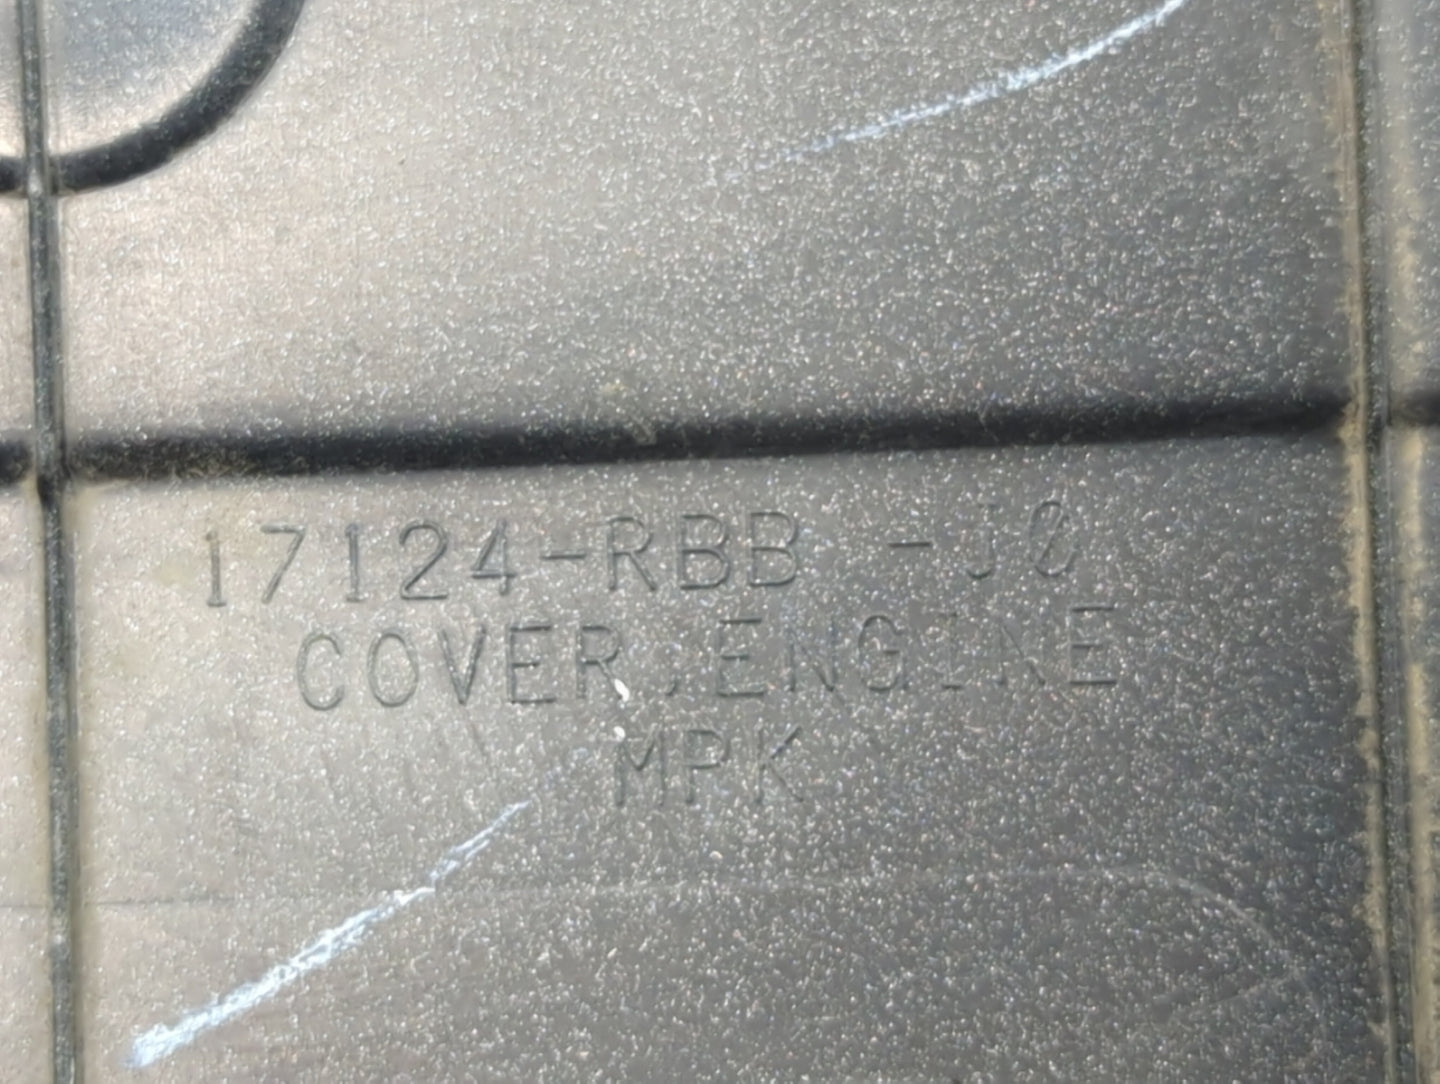 17124-RBB -J0
COVER.ENGINE
MPK